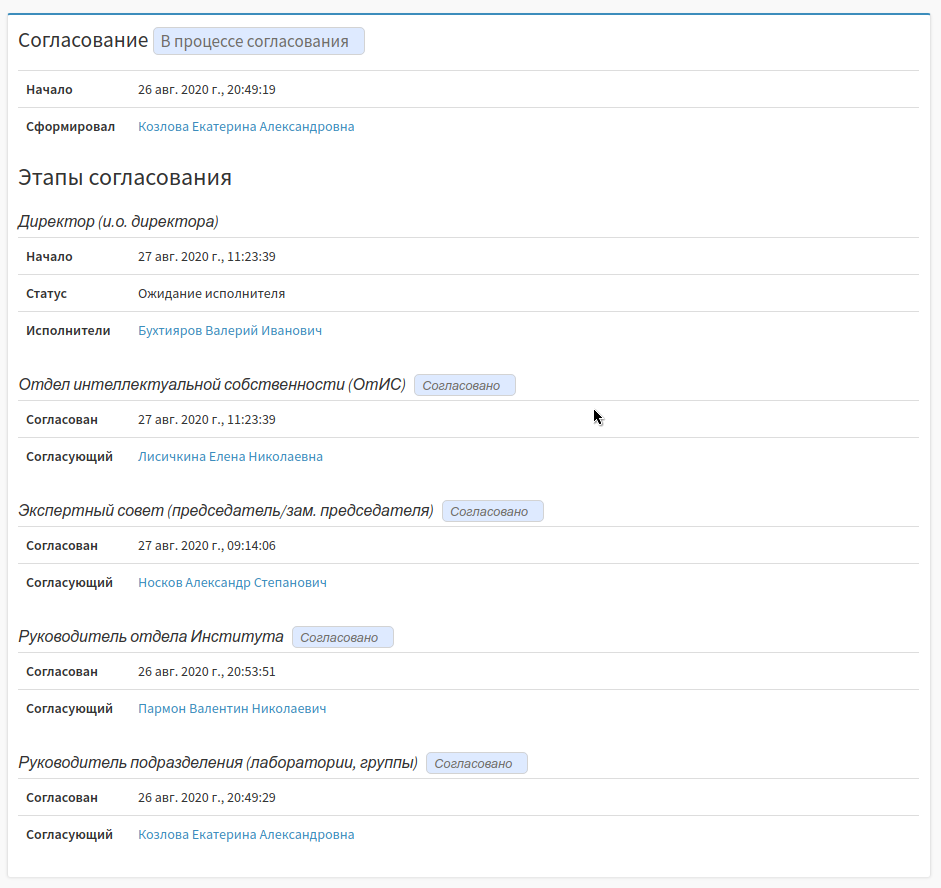 Согласование В процессе согласования
Начало 26 авг. 2020 г., 20:49:19
Сформировал Козлова Екатерина Александровна
Этапы согласования
Директор (и.о. директора)
Начало 27 авг. 2020 г., 11:23:39
Статус Ожидание исполнителя
Исполнители Бухтияров Валерий Иванович
Отдел интеллектуальной собственности (ОтИС) Согласовано
Согласован 27 авг. 2020 г., 11:23:39
Согласующий Лисичкина Елена Николаевна
Экспертный совет (председатель/зам. председателя) Согласовано
Согласован 27 авг. 2020 г., 09:14:06
Согласующий Носков Александр Степанович
Руководитель отдела Института Согласовано
Согласован 26 авг. 2020 г., 20:53:51
Согласующий Пармон Валентин Николаевич
Руководитель подразделения (лаборатории, группы) Согласовано
Согласован 26 авг. 2020 г., 20:49:29
Согласующий Козлова Екатерина Александровна